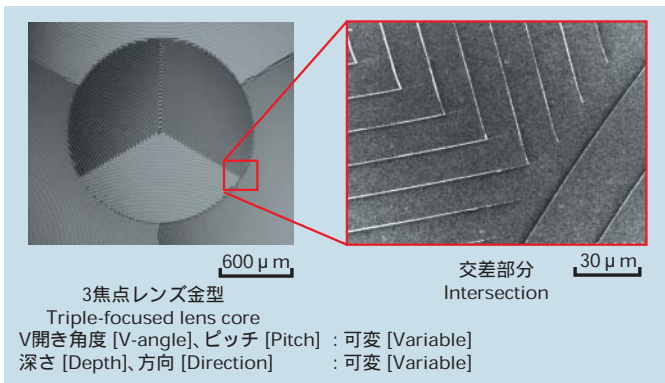 600 μm
30 μm
3焦点レンズ金型
Triple-focused lens core
交差部分
Intersection
V開き角度 [V-angle]、ピッチ [Pitch] : 可変 [Variable]
深さ [Depth]、方向 [Direction] : 可変 [Variable]